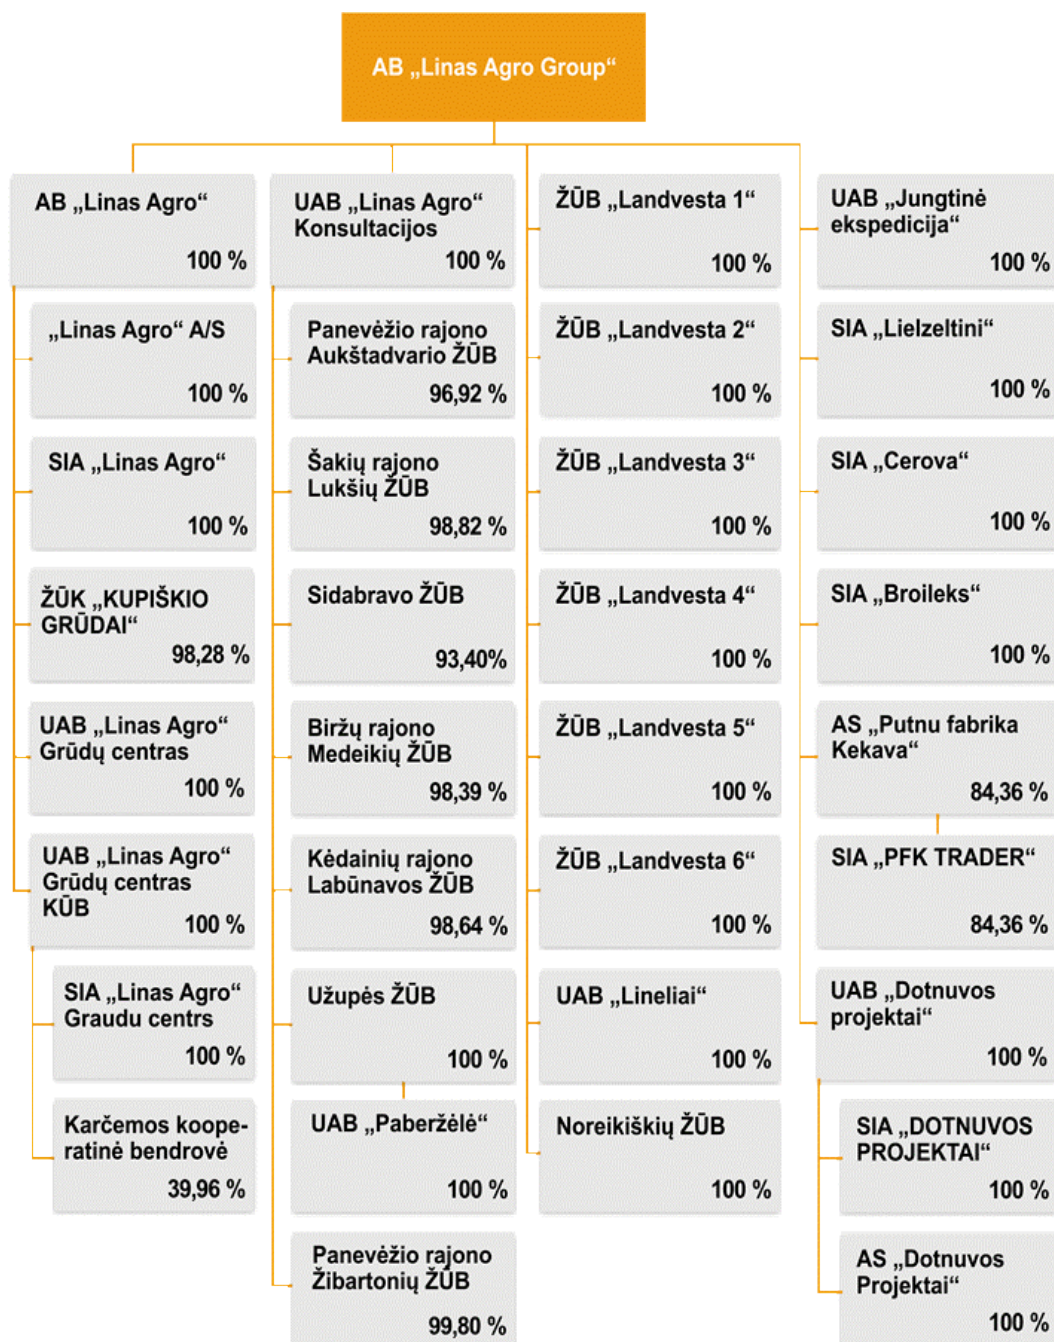 AB „Linas Agro Group“
AB „Linas Agro“
100 %
„Linas Agro“ A/S
100 %
SIA „Linas Agro“
100 %
ŽŪK „KUPIŠKIO
GRŪDAI“
98,28 %
UAB „Linas Agro“
Grūdų centras
100 %
UAB „Linas Agro“
Grūdų centras
KŪB
100 %
SIA „Linas Agro“
Graudu centrs
100 %
Karčemos koope-
ratinė bendrovė
39,96 %
UAB „Linas Agro“
Konsultacijos
100 %
Panevėžio rajono
Aukštadvario ŽŪB
96,92 %
Šakių rajono
Lukšių ŽŪB
98,82 %
Sidabravo ŽŪB
93,40%
Biržų rajono
Medeikių ŽŪB
98,39 %
Kėdainių rajono
Labūnavos ŽŪB
98,64 %
Užupės ŽŪB
100 %
UAB „Paberžėlė“
100 %
Panevėžio rajono
Žibartonių ŽŪB
99,80 %
ŽŪB „Landvesta 1“
100 %
ŽŪB „Landvesta 2“
100 %
ŽŪB „Landvesta 3“
100 %
ŽŪB „Landvesta 4“
100 %
ŽŪB „Landvesta 5“
100 %
ŽŪB „Landvesta 6“
100 %
UAB „Lineliai“
100 %
Noreikiškių ŽŪB
100 %
UAB „Jungtinė
ekspedicija“
100 %
SIA „Lielzeltini“
100 %
SIA „Cerova“
100 %
SIA „Broileks“
100 %
AS „Putnu fabrika
Kekava“
84,36 %
SIA „PFK TRADER“
84,36 %
UAB „Dotnuvos
projektai“
100 %
SIA „DOTNUVOS
PROJEKTAI“
100 %
AS „Dotnuvos
Projektai“
100 %